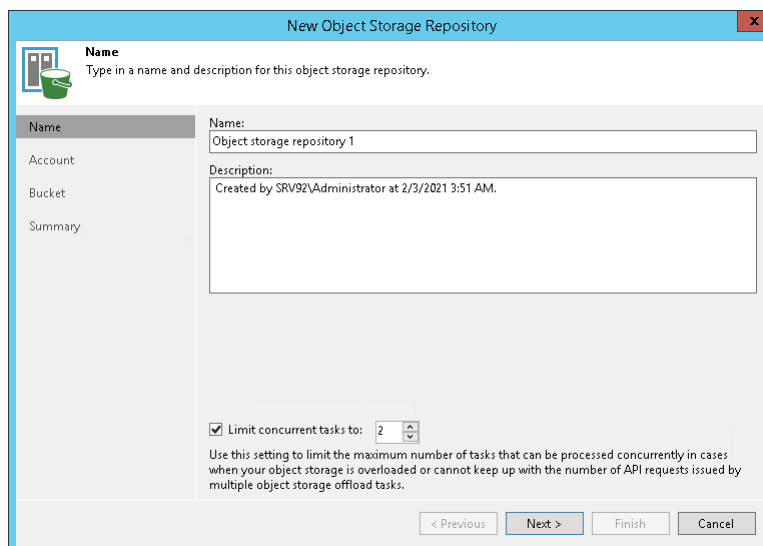 New Object Storage Repository
x
Name
Type in a name and description for this object storage repository.
Name
Account
Bucket
Summary
Name:
Object storage repository 1
Description:
Created by SRV92\Administrator at 2/3/2021 3:51 AM.
Limit concurrent tasks to: 2
Use this setting to limit the maximum number of tasks that can be processed concurrently in cases
when your object storage is overloaded or cannot keep up with the number of API requests issued by
multiple object storage offload tasks.
< Previous Next > Finish Cancel